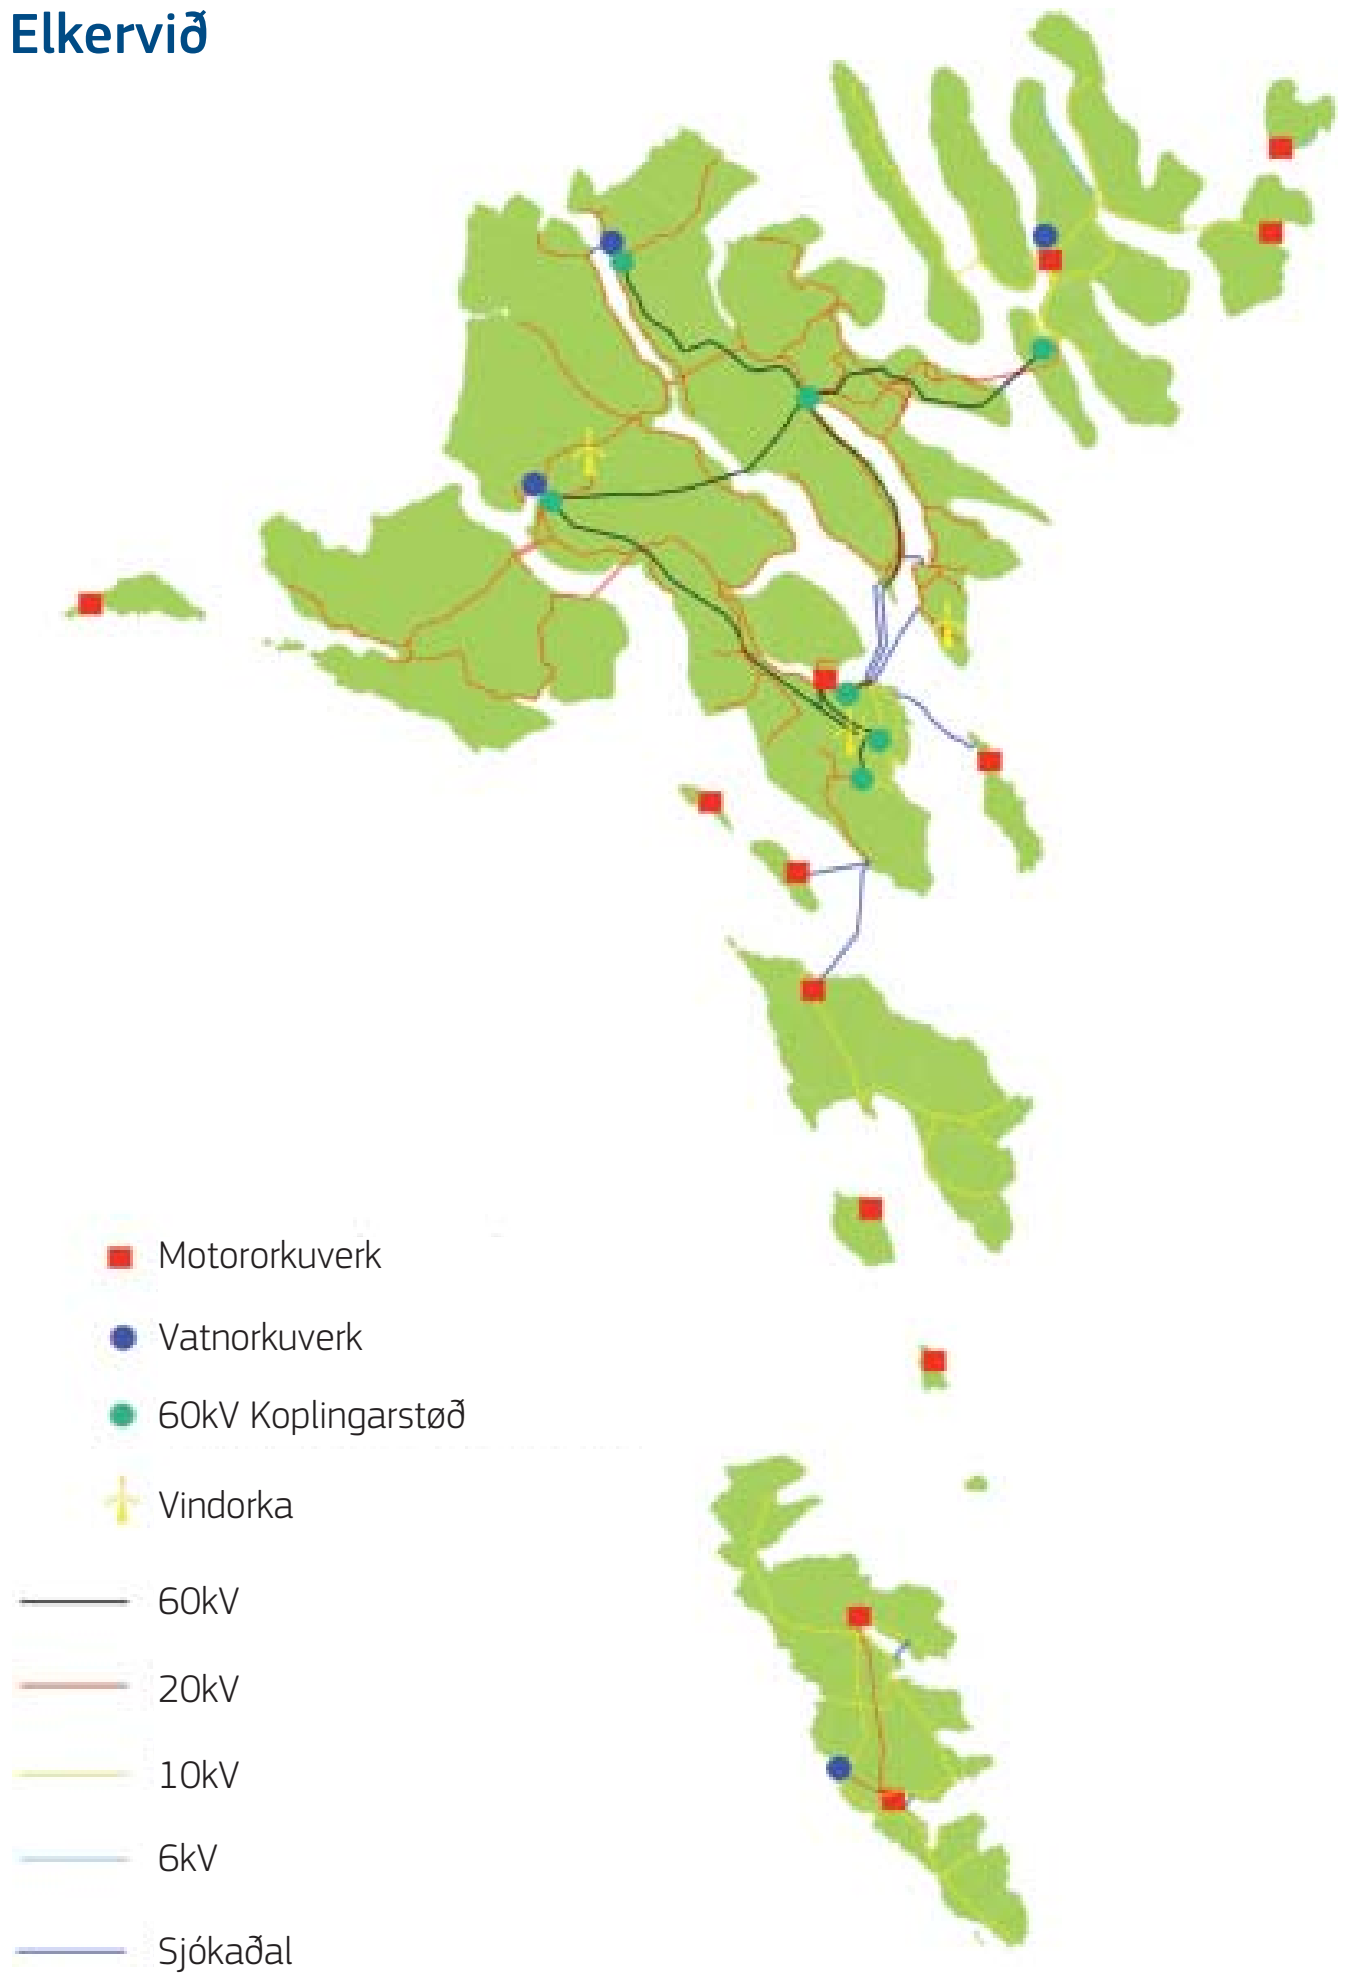 Elkervið
Motororkuverk
Vatnorkuverk
60kV Koplingarstøð
Vindorka
60kV
20kV
10kV
6kV
Sjókaðal